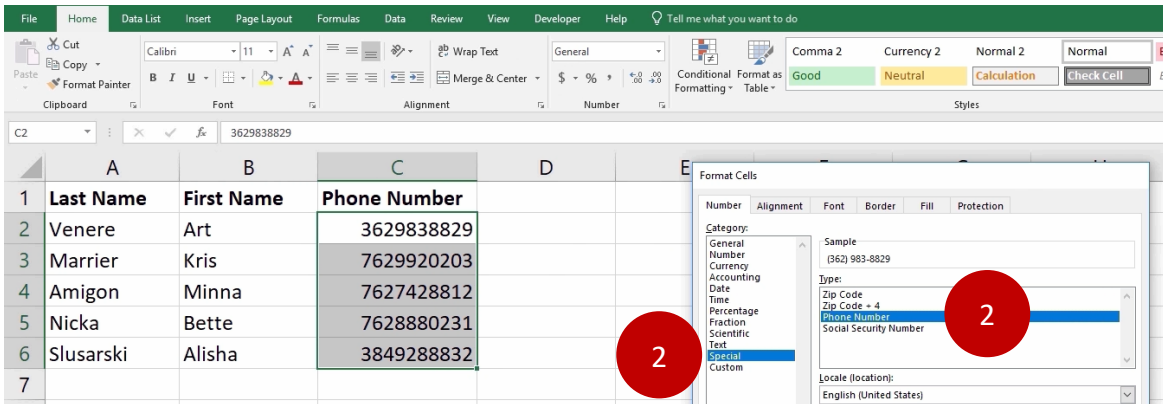 File Home Data List Insert Page Layout Formulas Data Review View Developer Help Tell me what you want to do
Cut
Copy
Format Painter
Paste
Clipboard
Calibri 11 A A
B I U A
Font
Wrap Text
Merge & Center
Alignment
General
$ % , .00
Number
Conditional Formatting
Format as Table
Comma 2 Currency 2 Normal 2 Normal
Good Neutral Calculation Check Cell
Styles
C2 fx 3629838829
A B C D E
1 Last Name First Name Phone Number
2 Venere Art 3629838829
3 Marrier Kris 7629920203
4 Amigon Minna 7627428812
5 Nicka Bette 7628880231
6 Slusarski Alisha 3849288832
7
Format Cells
Number Alignment Font Border Fill Protection
Category:
General
Number
Currency
Accounting
Date
Time
Percentage
Fraction
Scientific
Text
Special
Custom
2
Sample
(362) 983-8829
Type:
Zip Code
Zip Code + 4
Phone Number
Social Security Number
2
Locale (location):
English (United States)